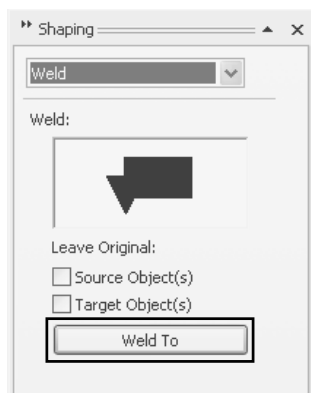 Shaping
Weld
Weld:
Leave Original:
Source Object(s)
Target Object(s)
Weld To